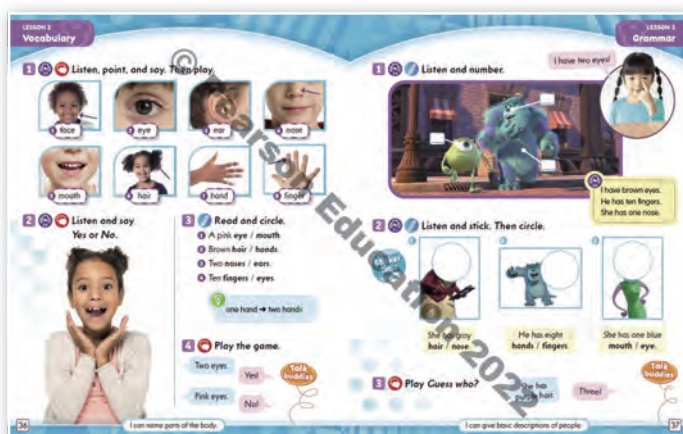 LESSON 2
Vocabulary
1 Listen, point, and say. Then play.
1 face
2 eye
3 ear
4 nose
5 mouth
6 hair
7 hand
8 finger
2 Listen and say
Yes or No.
3 Read and circle.
1 A pink eye / mouth.
2 Brown hair / hands.
3 Two noses / ears.
4 Ten fingers / eyes.
one hand → two hands
4 Play the game.
Two eyes.
Yes!
Pink eyes.
No!
Talk
buddies
36
I can name parts of the body.
LESSON 3
Grammar
1 Listen and number.
I have two eyes!
I have brown eyes.
He has ten fingers.
She has one nose.
2 Listen and stick. Then circle.
She has gray
hair / nose.
He has eight
hands / fingers.
She has one blue
mouth / eye.
3 Play Guess who?
She has
purple hair.
Three!
Talk
buddies
I can give basic descriptions of people.
37
© Pearson Education 2022